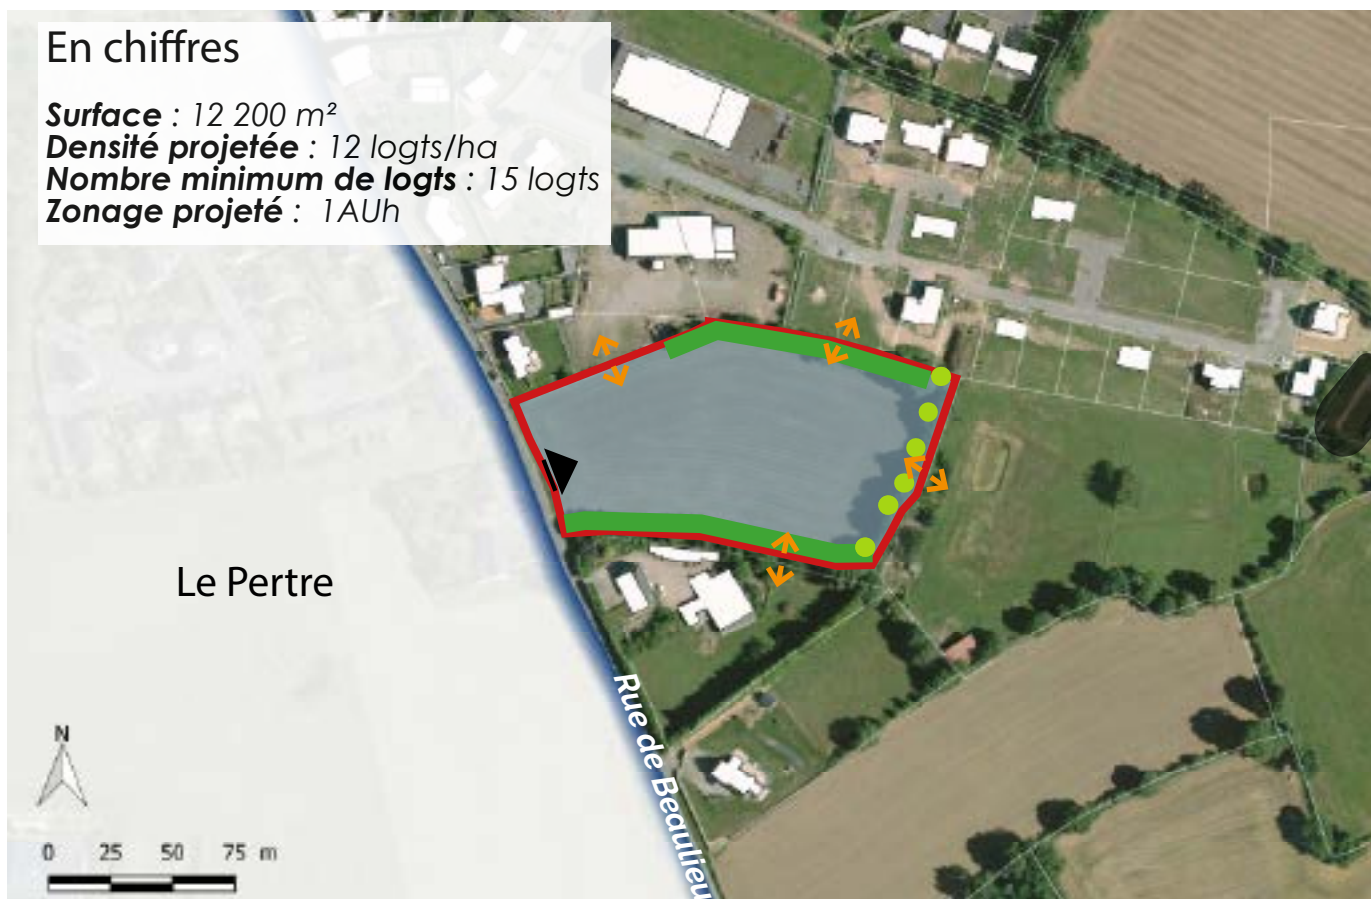 En chiffres
Surface : 12 200 m²
Densité projetée : 12 logts/ha
Nombre minimum de logts : 15 logts
Zonage projeté : 1AUh
Le Pertre
Rue de Beaulieu
N
0 25 50 75 m